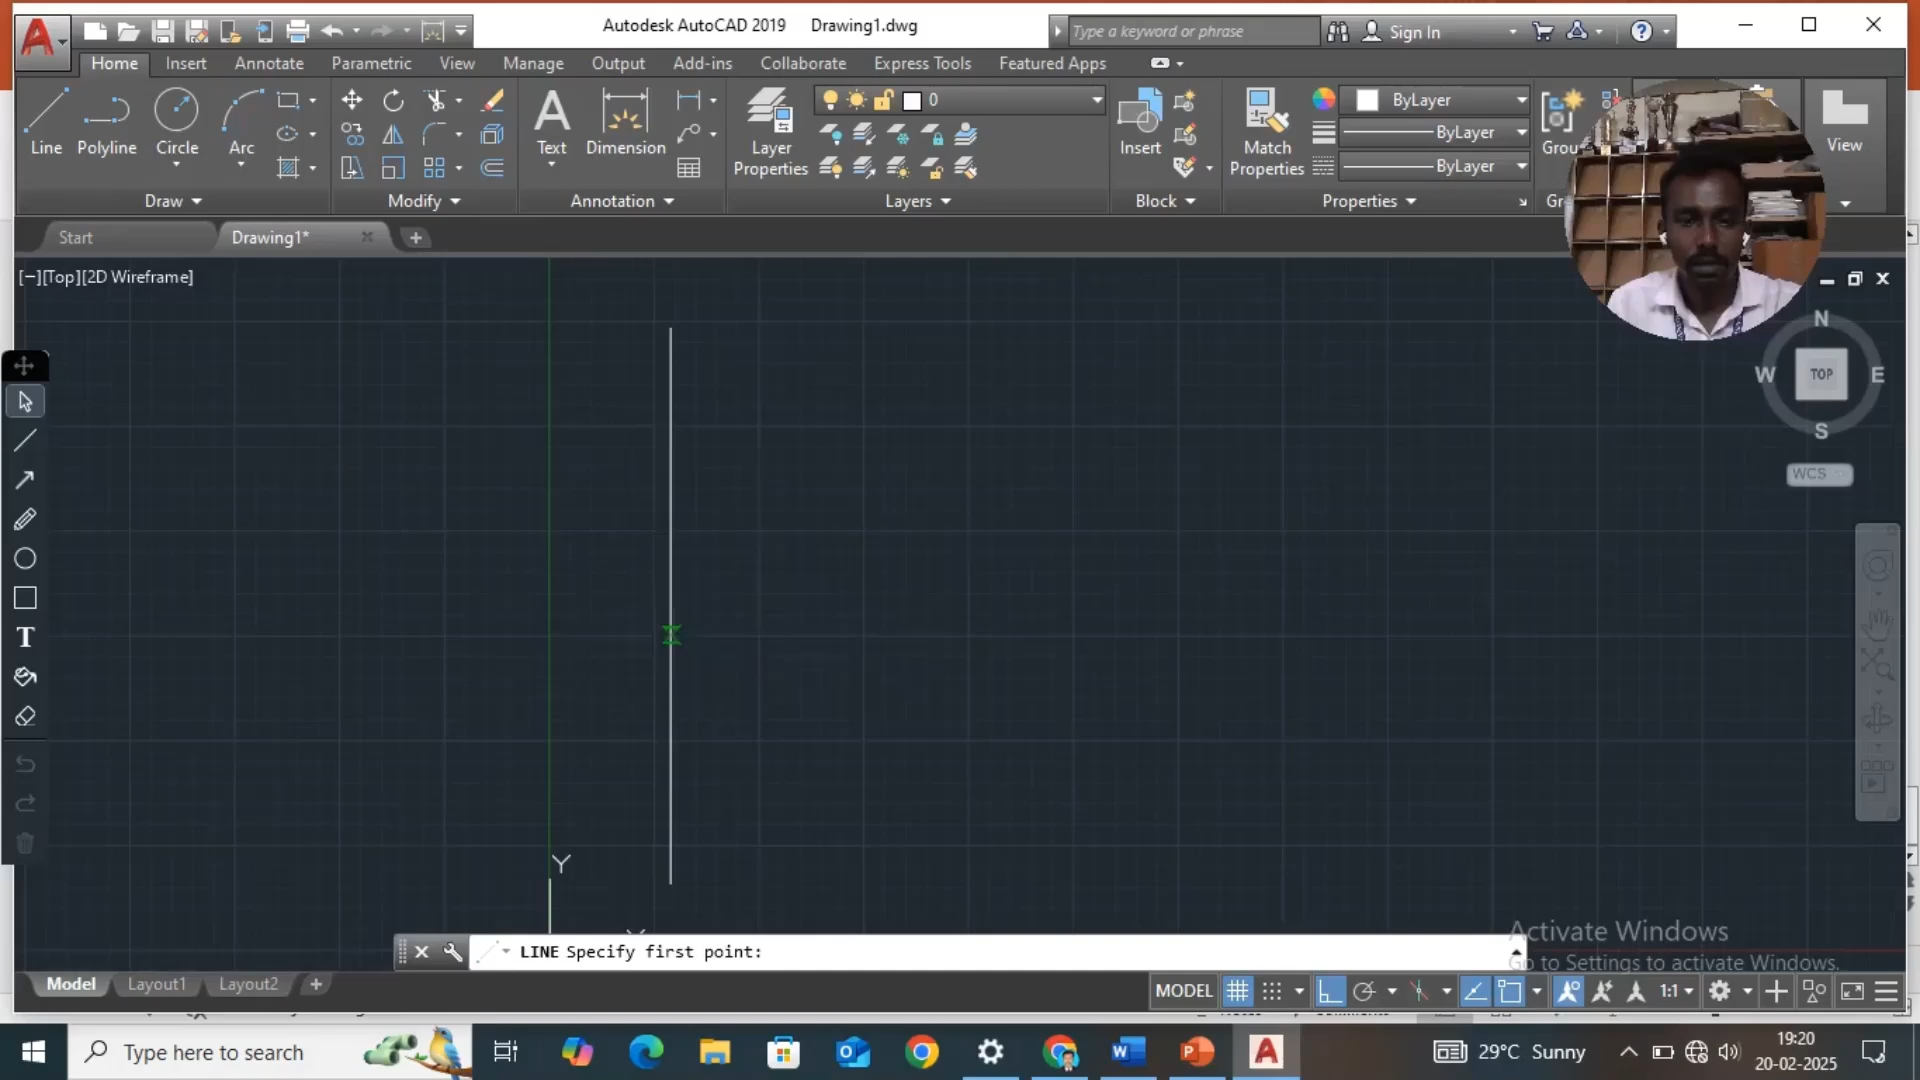 Autodesk AutoCAD 2019 Drawing1.dwg
Type a keyword or phrase
Sign In
Home Insert Annotate Parametric View Manage Output Add-ins Collaborate Express Tools Featured Apps
0
ByLayer
ByLayer
ByLayer
Line Polyline Circle Arc
Text Dimension
Layer Properties
Insert
Match Properties
View
Draw Modify Annotation Layers Block Properties
Start Drawing1*
[−][Top][2D Wireframe]
N
W TOP E
S
WCS
T
Y
LINE Specify first point:
Activate Windows
Go to Settings to activate Windows.
Model Layout1 Layout2
MODEL
1:1
Type here to search
29°C Sunny
19:20
20-02-2025